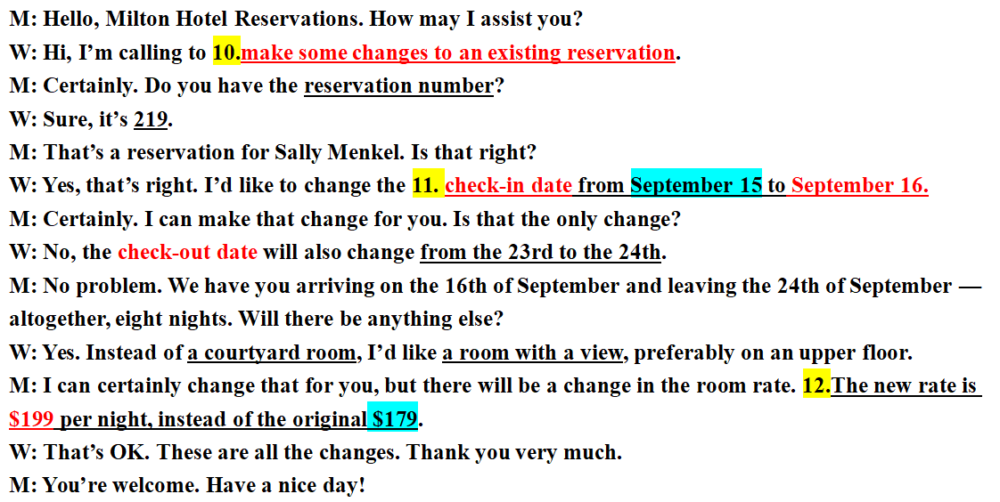 M: Hello, Milton Hotel Reservations. How may I assist you?
W: Hi, I’m calling to 10.make some changes to an existing reservation.
M: Certainly. Do you have the reservation number?
W: Sure, it’s 219.
M: That’s a reservation for Sally Menkel. Is that right?
W: Yes, that’s right. I’d like to change the 11. check-in date from September 15 to September 16.
M: Certainly. I can make that change for you. Is that the only change?
W: No, the check-out date will also change from the 23rd to the 24th.
M: No problem. We have you arriving on the 16th of September and leaving the 24th of September —
altogether, eight nights. Will there be anything else?
W: Yes. Instead of a courtyard room, I’d like a room with a view, preferably on an upper floor.
M: I can certainly change that for you, but there will be a change in the room rate. 12.The new rate is
$199 per night, instead of the original $179.
W: That’s OK. These are all the changes. Thank you very much.
M: You’re welcome. Have a nice day!